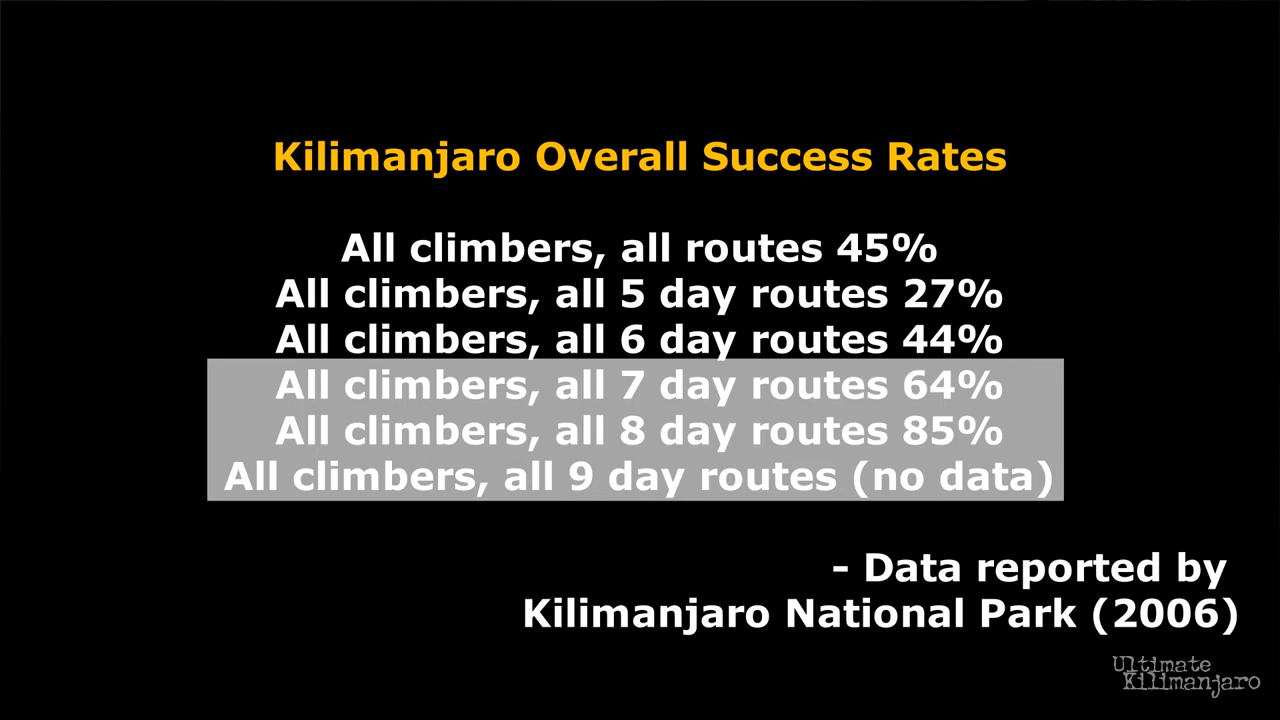 Kilimanjaro Overall Success Rates
All climbers, all routes 45%
All climbers, all 5 day routes 27%
All climbers, all 6 day routes 44%
All climbers, all 7 day routes 64%
All climbers, all 8 day routes 85%
All climbers, all 9 day routes (no data)
- Data reported by
Kilimanjaro National Park (2006)
Ultimate
Kilimanjaro